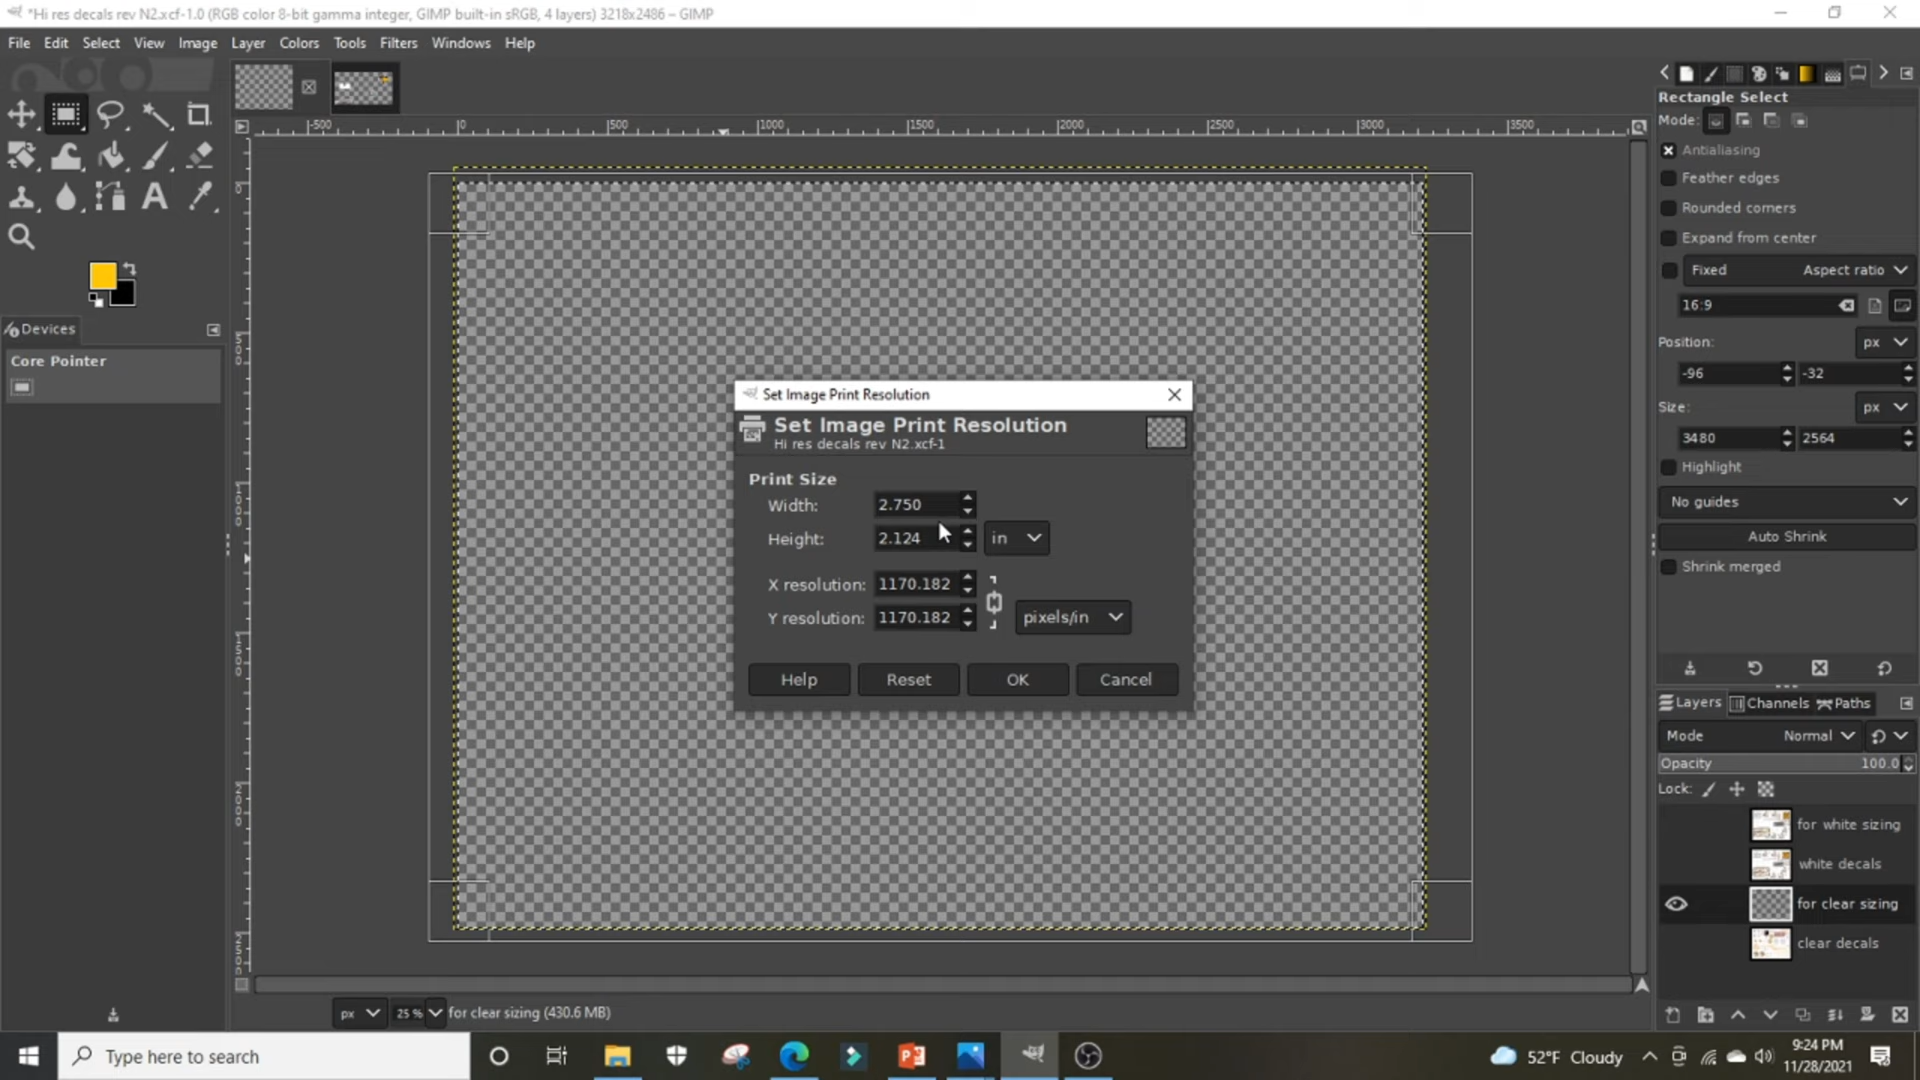 *Hi res decals rev N2.xcf-1.0 (RGB color 8-bit gamma integer, GIMP built-in sRGB, 4 layers) 3218x2486 – GIMP
File Edit Select View Image Layer Colors Tools Filters Windows Help
-500 0 500 1000 1500 2000 2500 3000 3500
0
500
1000
1500
2000
2500
Devices
Core Pointer
Set Image Print Resolution
Set Image Print Resolution
Hi res decals rev N2.xcf-1
Print Size
Width: 2.750
Height: 2.124 in
X resolution: 1170.182
Y resolution: 1170.182 pixels/in
Help Reset OK Cancel
Rectangle Select
Mode:
Antialiasing
Feather edges
Rounded corners
Expand from center
Fixed Aspect ratio
16:9
Position: px
-96 -32
Size: px
3480 2564
Highlight
No guides
Auto Shrink
Shrink merged
Layers Channels Paths
Mode Normal
Opacity 100.0
Lock:
for white sizing
white decals
for clear sizing
clear decals
px 25 % for clear sizing (430.6 MB)
Type here to search
52°F Cloudy
9:24 PM
11/28/2021